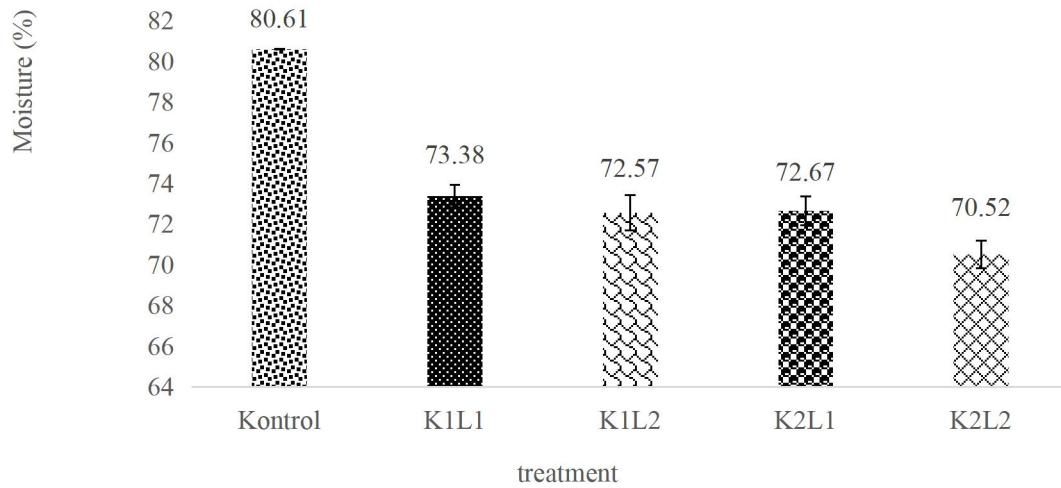 Moisture (%)
82
80
78
76
74
72
70
68
66
64
80.61
73.38
72.57
72.67
70.52
Kontrol
K1L1
K1L2
K2L1
K2L2
treatment